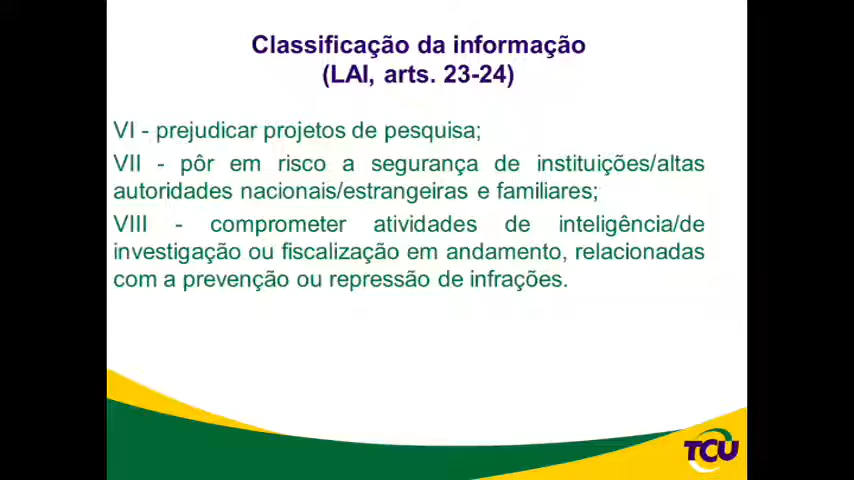 Classificação da informação
(LAI, arts. 23-24)
VI - prejudicar projetos de pesquisa;
VII - pôr em risco a segurança de instituições/altas
autoridades nacionais/estrangeiras e familiares;
VIII - comprometer atividades de inteligência/de
investigação ou fiscalização em andamento, relacionadas
com a prevenção ou repressão de infrações.
TCU